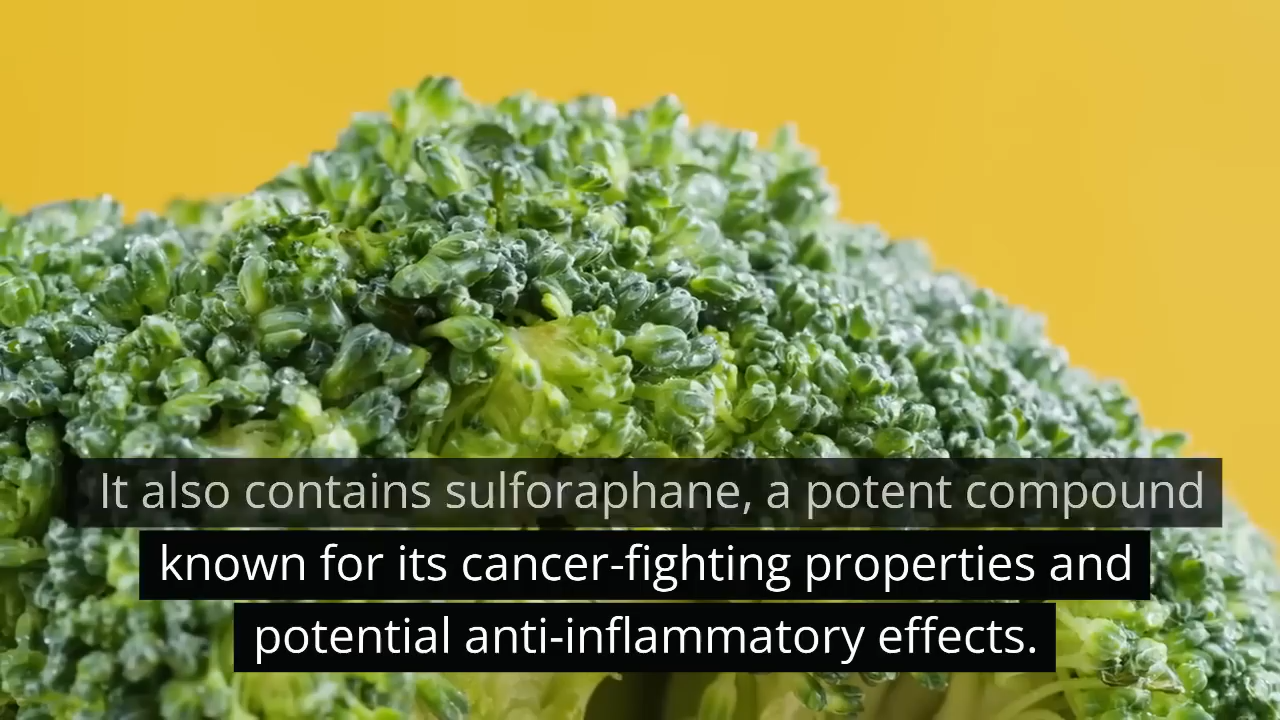 It also contains sulforaphane, a potent compound
known for its cancer-fighting properties and
potential anti-inflammatory effects.